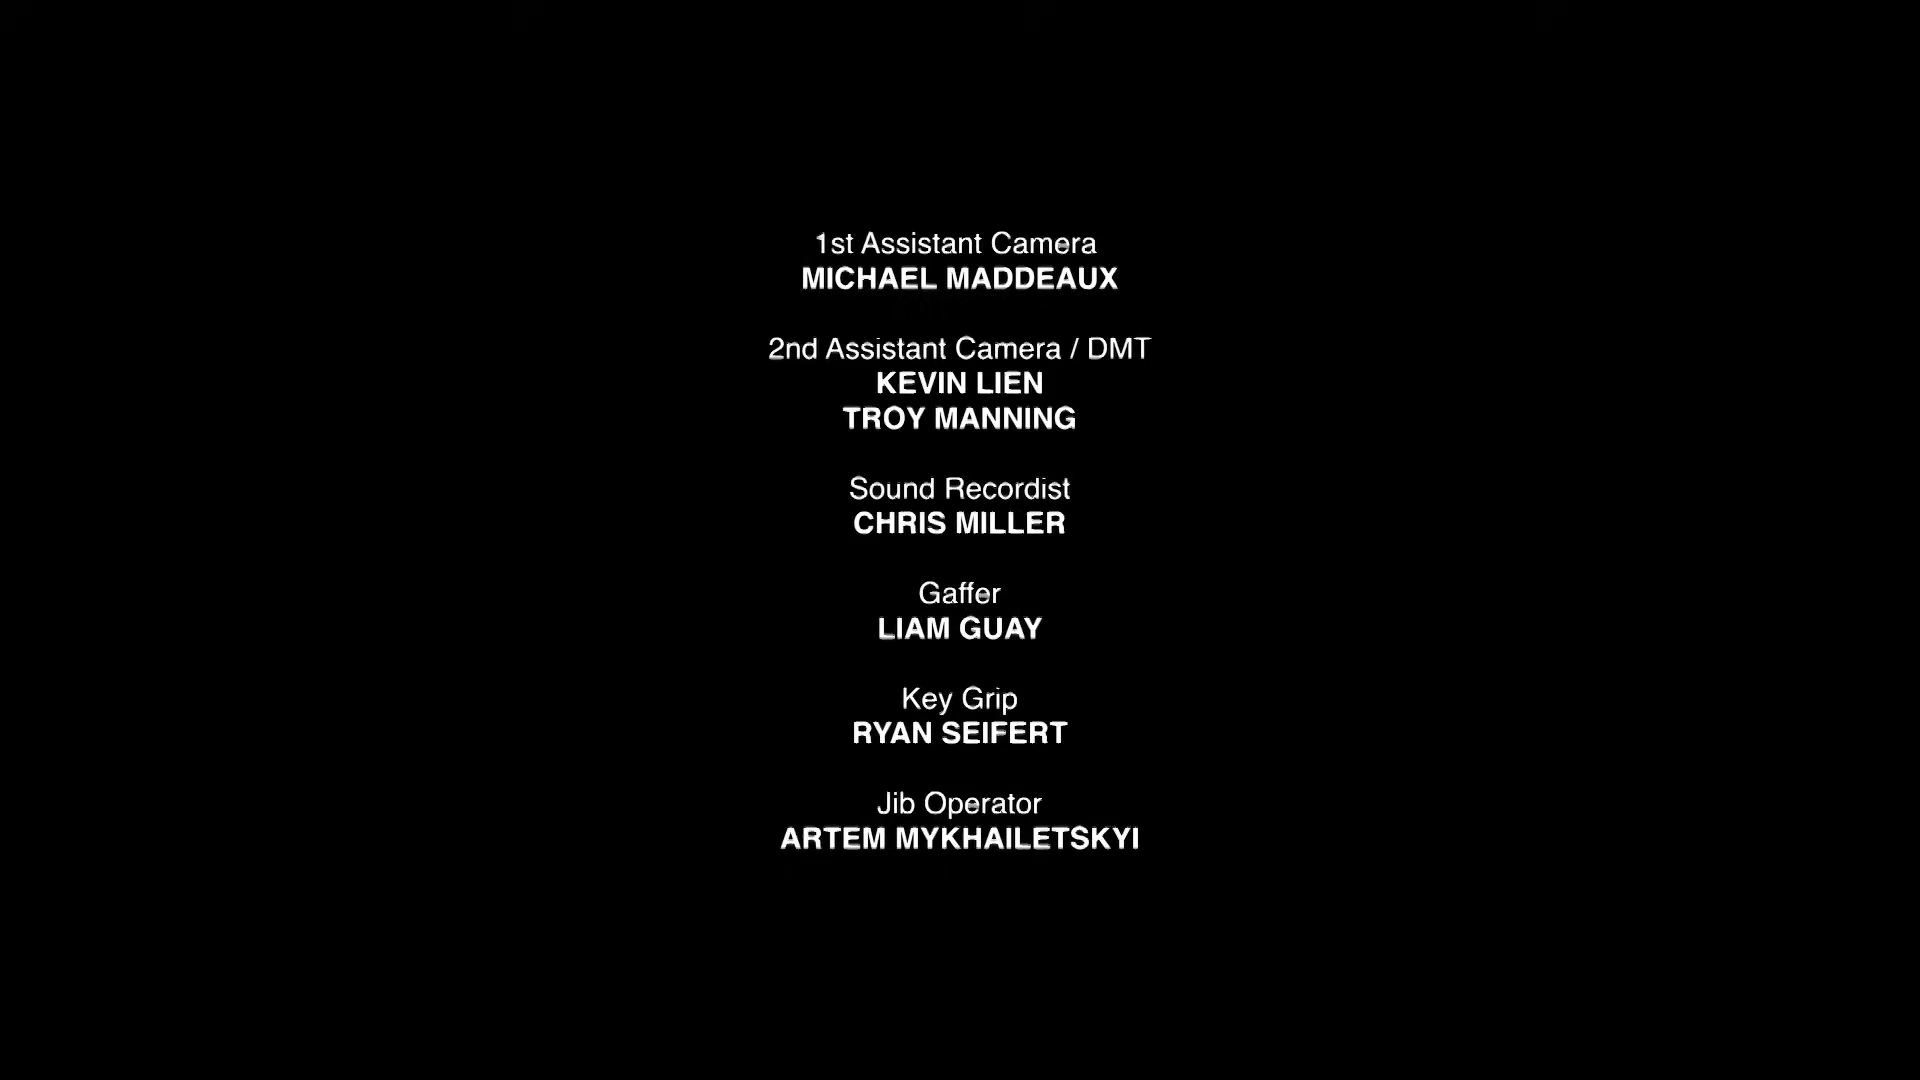 1st Assistant Camera
MICHAEL MADDEAUX
2nd Assistant Camera / DMT
KEVIN LIEN
TROY MANNING
Sound Recordist
CHRIS MILLER
Gaffer
LIAM GUAY
Key Grip
RYAN SEIFERT
Jib Operator
ARTEM MYKHAILETSKYI